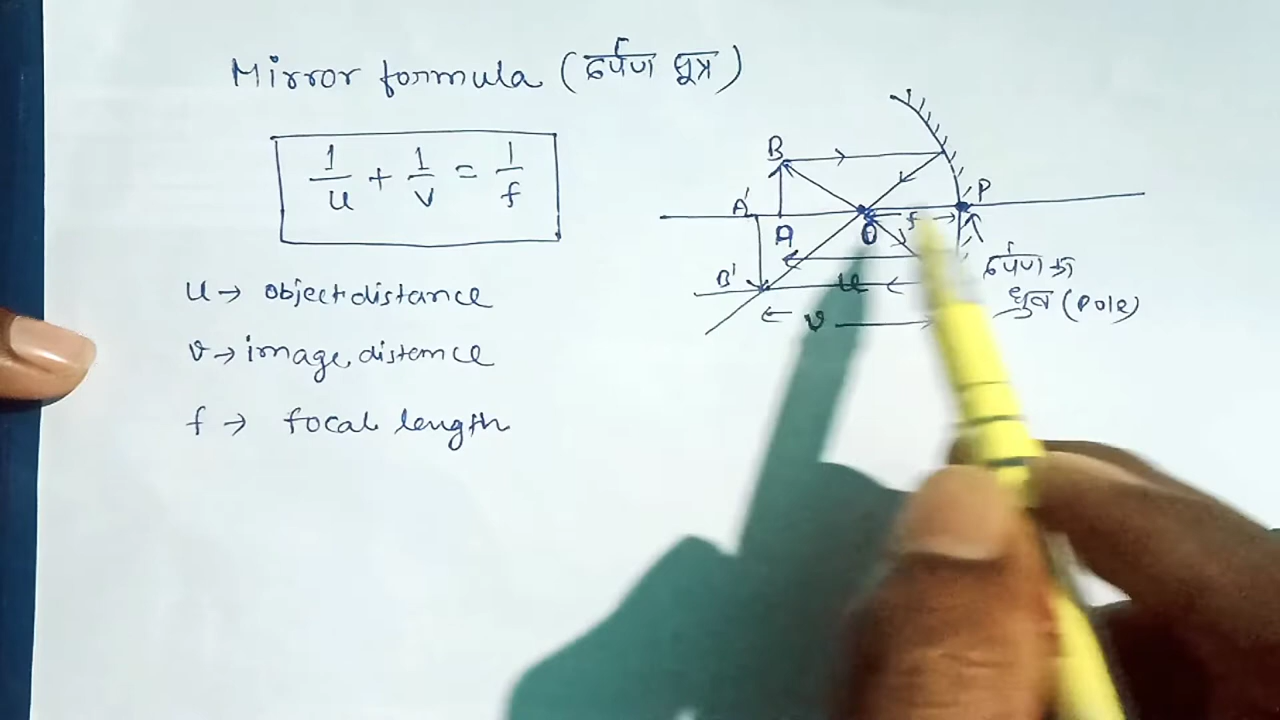 Mirror formula (दर्पण सूत्र)
1/u + 1/v = 1/f
u → object distance
v → image distance
f → focal length
B
A'
A
B'
P
f
u
v
दर्पण का
ध्रुव (Pole)